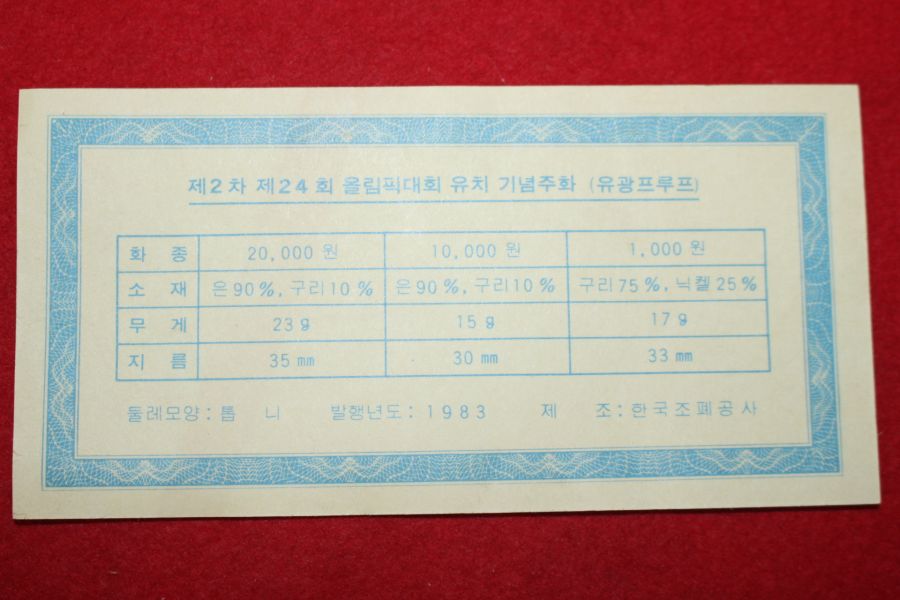 제2차 제24회 올림픽대회 유치 기념주화 (유광프루프)
화 종 20,000 원 10,000 원 1,000 원
소 재 은90%, 구리10% 은90%, 구리10% 구리75%, 닉켈25%
무 게 23g 15g 17g
지 름 35㎜ 30㎜ 33㎜
둘레모양 : 톱 니 발행년도 : 1983 제 조 : 한국조폐공사